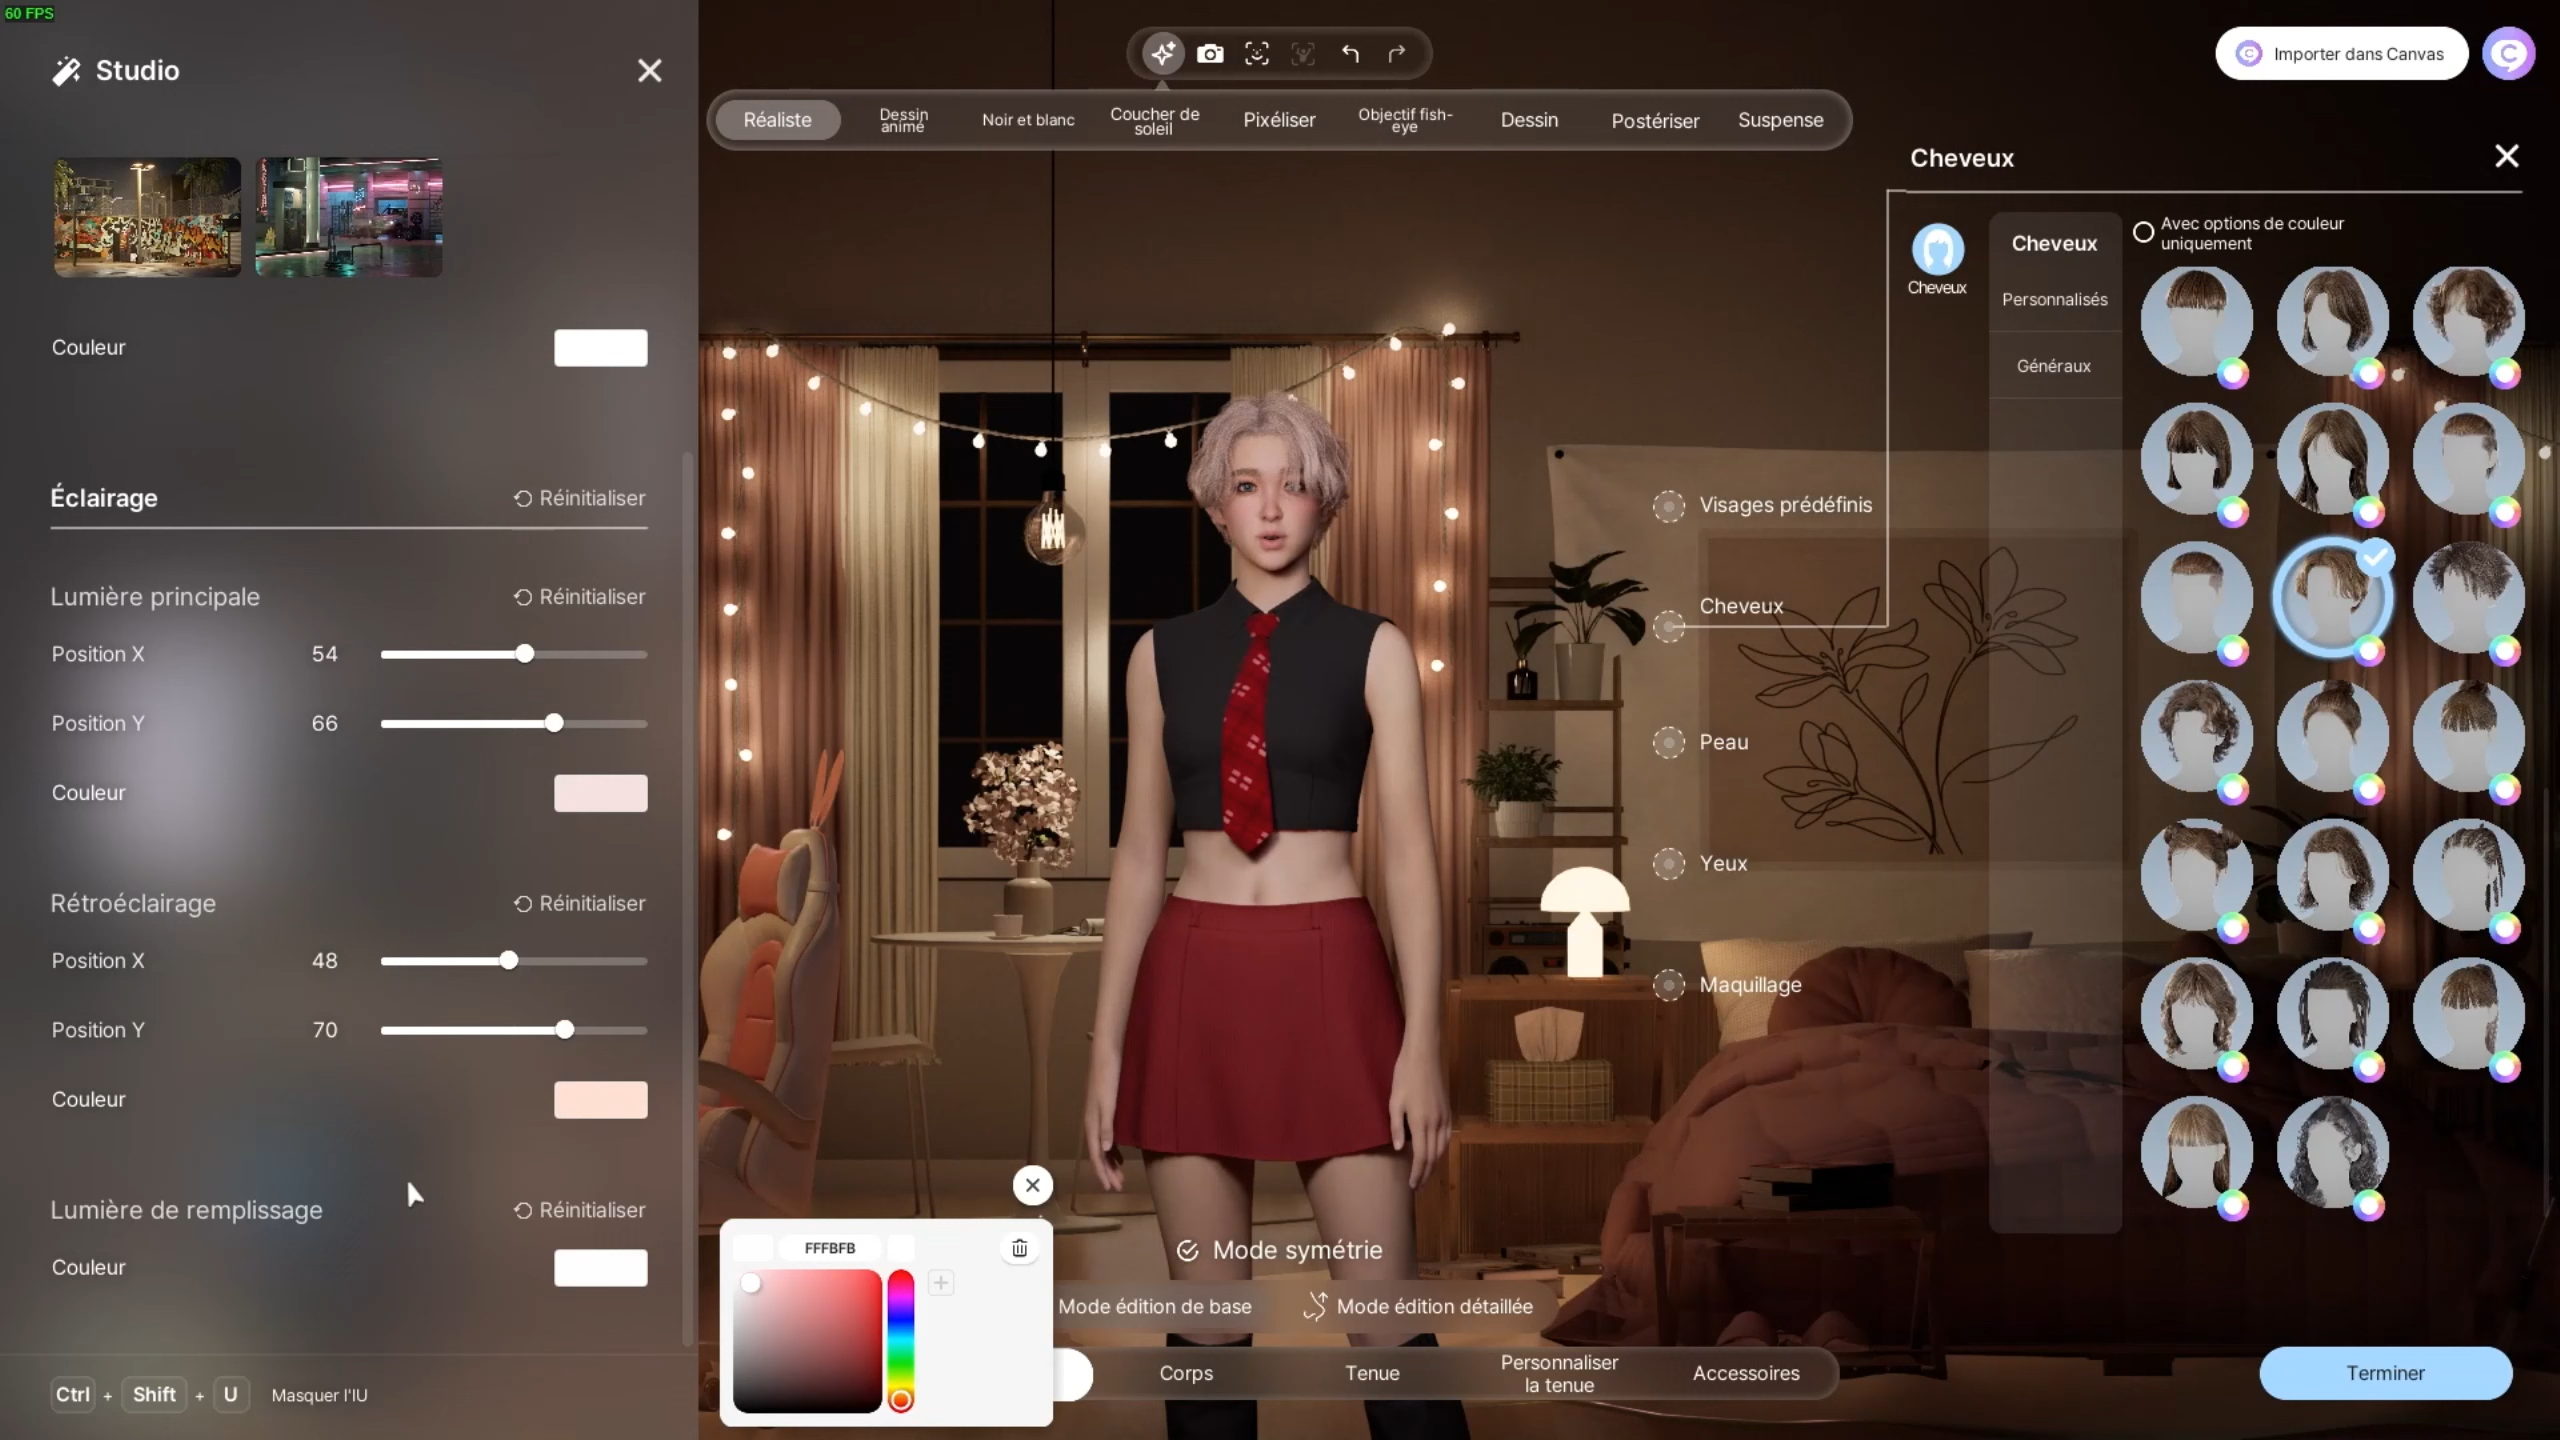 60 FPS
Studio
Couleur
Éclairage
Réinitialiser
Lumière principale
Réinitialiser
Position X
54
Position Y
66
Couleur
Rétroéclairage
Réinitialiser
Position X
48
Position Y
70
Couleur
Lumière de remplissage
Réinitialiser
Couleur
Ctrl + Shift + U
Masquer l'IU
Réaliste
Dessin
animé
Noir et blanc
Coucher de
soleil
Pixéliser
Objectif fish-
eye
Dessin
Postériser
Suspense
Importer dans Canvas
Visages prédéfinis
Cheveux
Peau
Yeux
Maquillage
Cheveux
Cheveux
Cheveux
Personnalisés
Généraux
Avec options de couleur
uniquement
FFFBFB
Mode symétrie
Mode édition de base
Mode édition détaillée
Corps
Tenue
Personnaliser
la tenue
Accessoires
Terminer